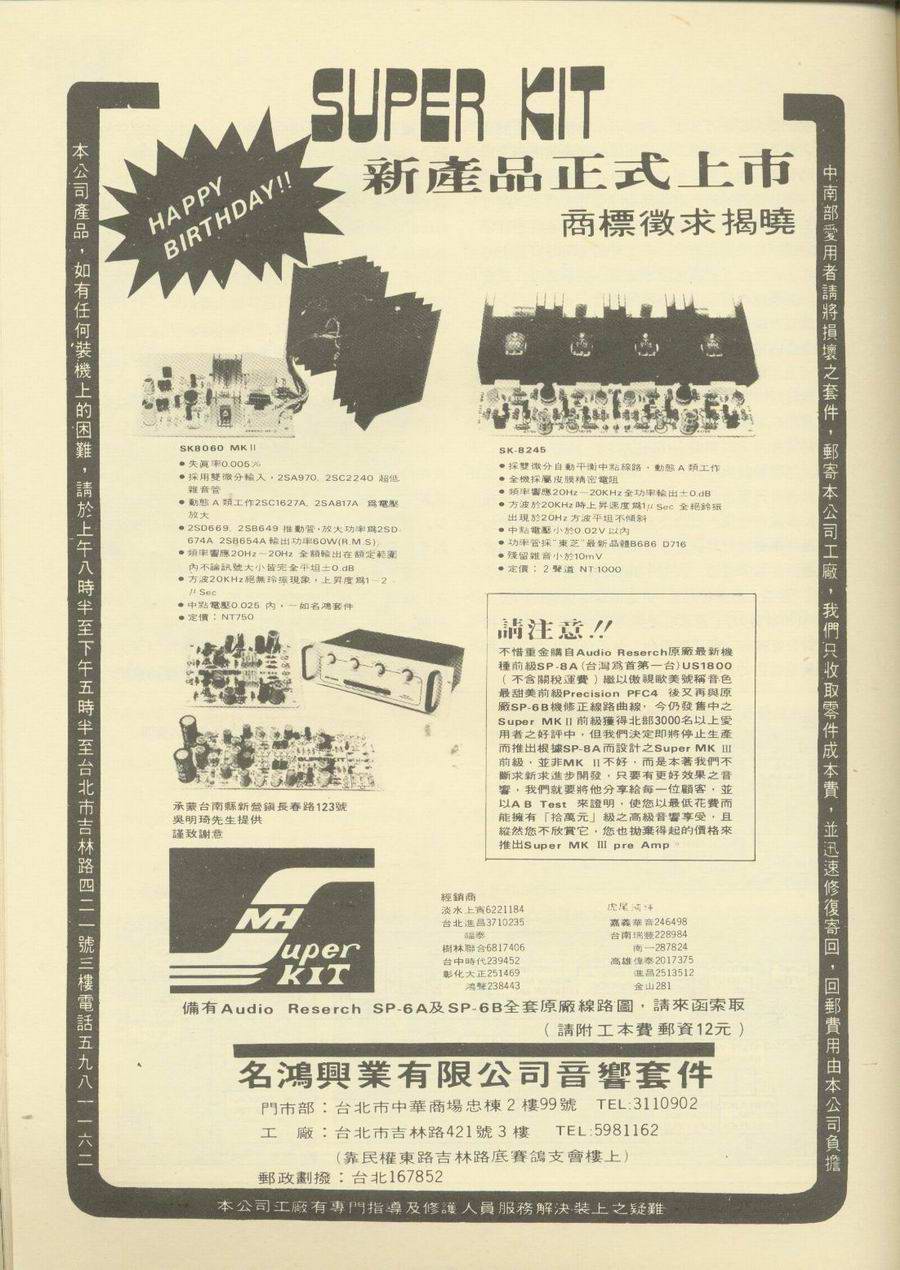 SUPER KIT
新產品正式上市
商標徵求揭曉
HAPPY
BIRTHDAY!!
本公司產品，如有任何裝機上的困難，請於上午八時半至下午五時半至台北市吉林路四二一號三樓電話五九八一一六二
中南部愛用者請將損壞之套件，郵寄本公司工廠，我們只收取零件成本費，並迅速修復寄回，回郵費用由本公司負擔
SK8060 MKⅡ
●失眞率0.005%
●採用雙微分輸入，2SA970, 2SC2240 超低
雜音管
●動態A類工作2SC1627A, 2SA817A 爲電壓
放大
●2SD669, 2SB649 推動管，放大功率爲2SD-
674A 2SB654A 輸出功率60W(R.M.S).
●頻率響應20Hz－20Hz 全額輸出在額定範圍
內不論訊號大小皆完全平坦±0.dB
●方波20KHz絕無玲振現象，上昇度爲1－2
μSec
●中點電壓0.025 內，一如名鴻套件
●定價：NT750
SK-8245
●採雙微分自動平衡中點線路，動態A類工作
●全機採屬皮膜精密電阻
●頻率響應20Hz－20KHz全功率輸出±0.dB
●方波於20KHz時上昇速度爲1μSec 全絕鈴振
出現於20Hz方波平坦不傾斜
●中點電壓小於0.02V以內
●功率管採"東芝"最新晶體B686 D716
●殘留雜音小於10mV
●定價：2聲道 NT:1000
請注意!!
不惜重金購自Audio Reserch原廠最新機
種前級SP-8A(台灣爲首第一台)US1800
(不含關稅運費)繼以傲視歐美號稱音色
最甜美前級Precision PFC4 後又再與原
廠SP-6B機修正線路曲線，今仍發售中之
Super MKⅡ前級獲得北部3000名以上愛
用者之好評中，但我們決定即將停止生產
而推出根據SP-8A而設計之Super MK Ⅲ
前級，並非MK Ⅱ不好，而是本著我們不
斷求新求進步開發，只要有更好效果之音
響，我們就要將他分享給每一位顧客，並
以A B Test 來證明，使您以最低花費而
能擁有「拾萬元」級之高級音響享受，且
縱然您不欣賞它，您也拋棄得起的價格來
推出Super MK Ⅲ pre Amp。
承蒙台南縣新營鎭長春路123號
吳明琦先生提供
謹致謝意
MH
Super
KIT
經銷商
淡水上賓6221184
台北進昌3710235
福泰
樹林聯合6817406
台中時代239452
彰化大正251469
鴻聲238443
虎尾
嘉義華音246498
台南瑞豐228984
南一287824
高雄偉泰2017375
進昌2513512
金山281
備有Audio Reserch SP-6A及SP-6B全套原廠線路圖，請來函索取
(請附工本費郵資12元)
名鴻興業有限公司音響套件
門市部：台北市中華商場忠棟2樓99號 TEL:3110902
工 廠：台北市吉林路421號3樓 TEL:5981162
(靠民權東路吉林路底賽鴿支會樓上)
郵政劃撥：台北167852
本公司工廠有專門指導及修護人員服務解決裝上之疑難